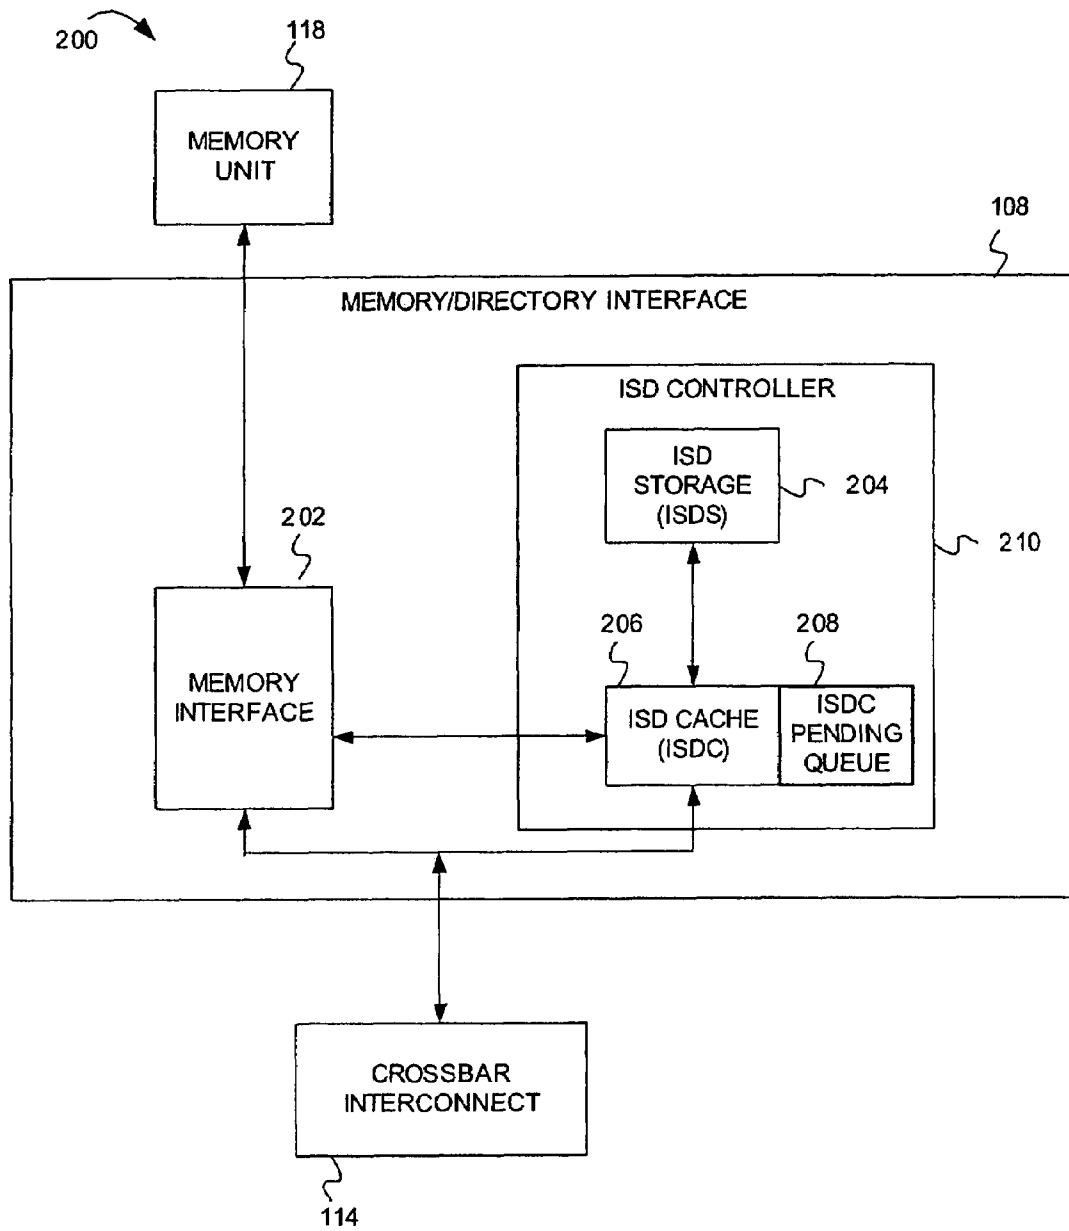 200
118
MEMORY
UNIT
108
MEMORY/DIRECTORY INTERFACE
ISD CONTROLLER
ISD
STORAGE
(ISDS)
204
202
210
206
208
MEMORY
INTERFACE
ISD CACHE
(ISDC)
ISDC
PENDING
QUEUE
CROSSBAR
INTERCONNECT
114